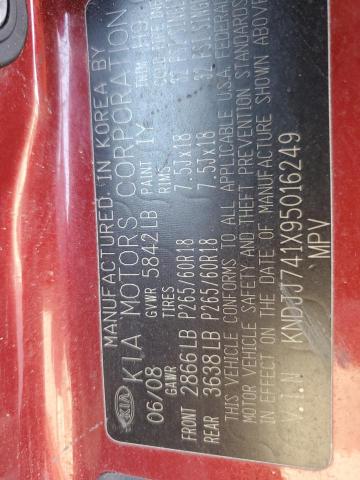 MANUFACTURED IN KOREA BY
KIA KIA MOTORS CORPORATION
06/08 GVWR 5842LB PAINT 1Y TRIM
GAWR TIRES RIMS
FRONT 2866LB P265/60R18 7.5Jx18
REAR 3638LB P265/60R18 7.5Jx18
THIS VEHICLE CONFORMS TO ALL APPLICABLE U.S.A. FEDERAL
MOTOR VEHICLE SAFETY AND THEFT PREVENTION STANDARDS
IN EFFECT ON THE DATE OF MANUFACTURE SHOWN ABOVE.
V.I.N KNDJJ741X95016249
MPV